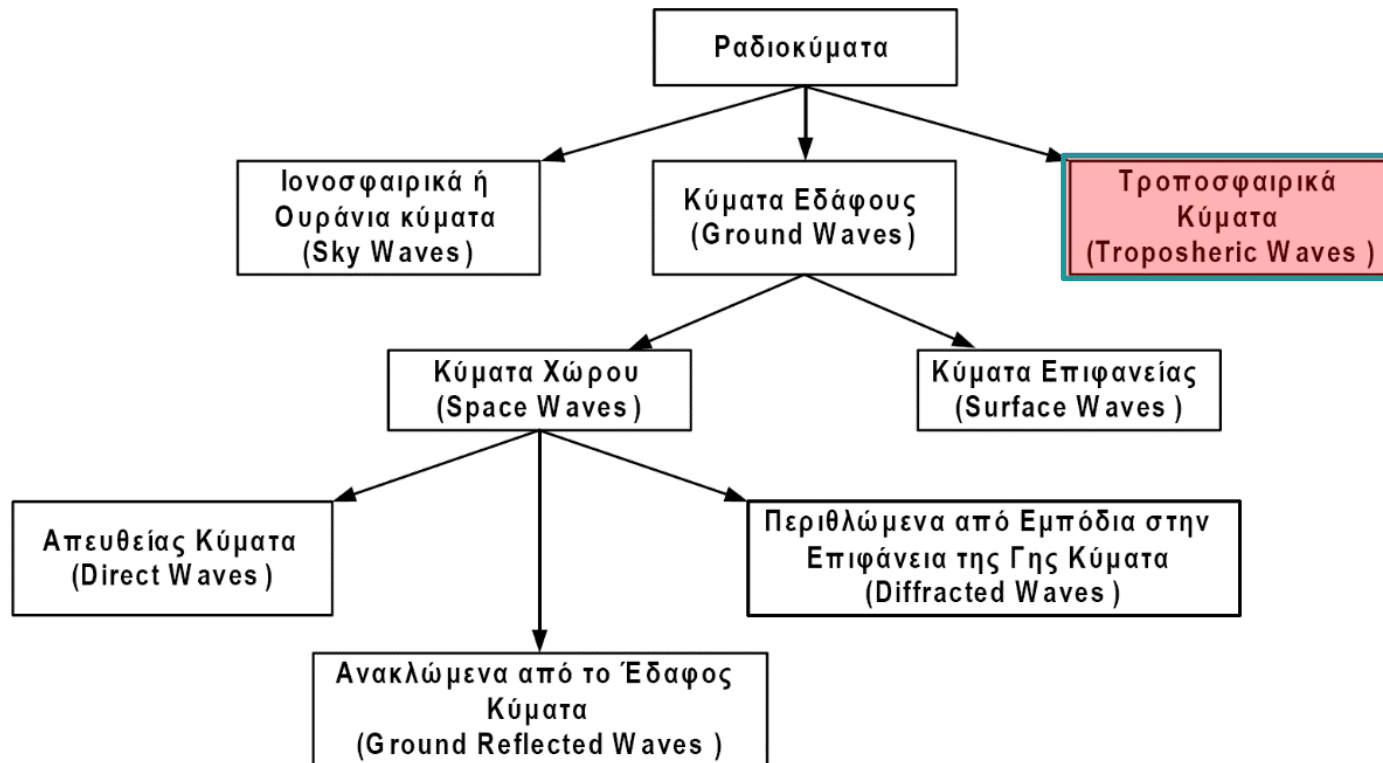 Ραδιοκύματα
Ιονοσφαιρικά ή
Ουράνια κύματα
(Sky Waves)
Κύματα Εδάφους
(Ground Waves)
Τροποσφαιρικά
Κύματα
(Troposheric Waves )
Κύματα Χώρου
(Space Waves)
Κύματα Επιφανείας
(Surface Waves)
Απευθείας Κύματα
(Direct Waves)
Περιθλώμενα από Εμπόδια στην
Επιφάνεια της Γης Κύματα
(Diffracted Waves)
Ανακλώμενα από το Έδαφος
Κύματα
(Ground Reflected Waves )